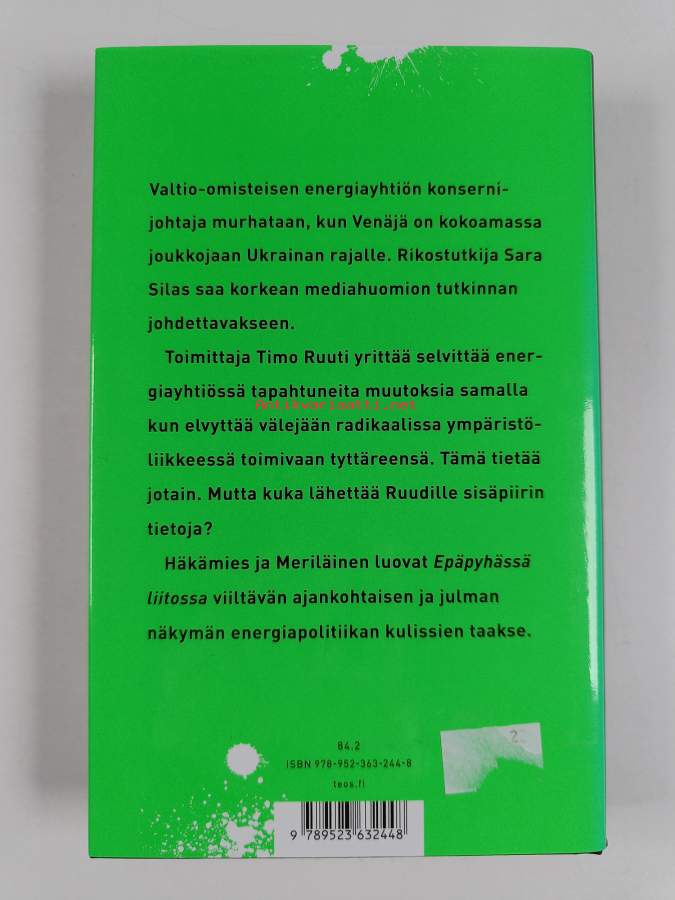 Valtio-omisteisen energiayhtiön konserni-
johtaja murhataan, kun Venäjä on kokoamassa
joukkojaan Ukrainan rajalle. Rikostutkija Sara
Silas saa korkean mediahuomion tutkinnan
johdettavakseen.
Toimittaja Timo Ruuti yrittää selvittää ener-
giayhtiössä tapahtuneita muutoksia samalla
Antikvariaatti.net
kun elvyttää välejään radikaalissa ympäristö-
liikkeessä toimivaan tyttäreensä. Tämä tietää
jotain. Mutta kuka lähettää Ruudille sisäpiirin
tietoja?
Häkämies ja Meriläinen luovat Epäpyhässä
liitossa viiltävän ajankohtaisen ja julman
näkymän energiapolitiikan kulissien taakse.
2
84.2
ISBN 978-952-363-244-8
teos.fi
9 789523 632448